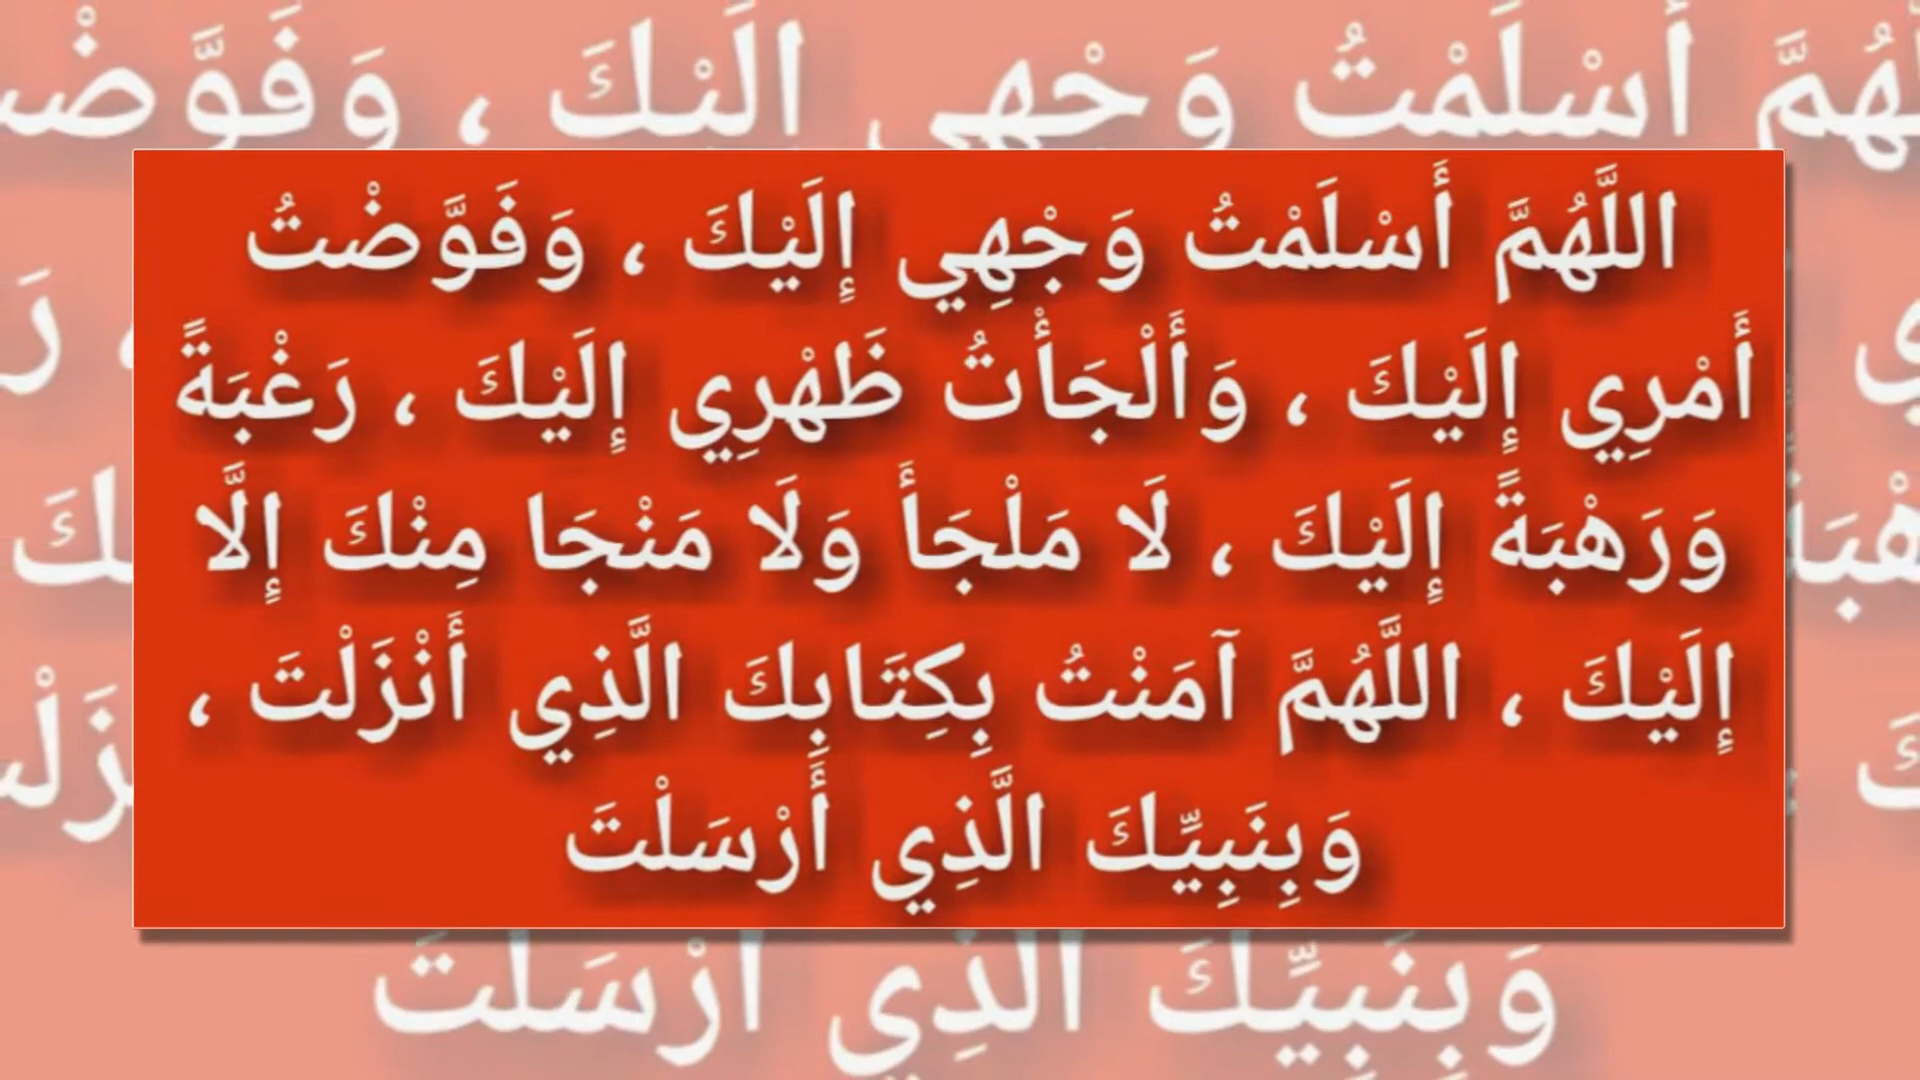 اللَّهُمَّ أَسْلَمْتُ وَجْهِي إِلَيْكَ ، وَفَوَّضْتُ
أَمْرِي إِلَيْكَ ، وَأَلْجَأْتُ ظَهْرِي إِلَيْكَ ، رَغْبَةً
وَرَهْبَةً إِلَيْكَ ، لَا مَلْجَأَ وَلَا مَنْجَا مِنْكَ إِلَّا
إِلَيْكَ ، اللَّهُمَّ آمَنْتُ بِكِتَابِكَ الَّذِي أَنْزَلْتَ ،
وَبِنَبِيِّكَ الَّذِي أَرْسَلْتَ